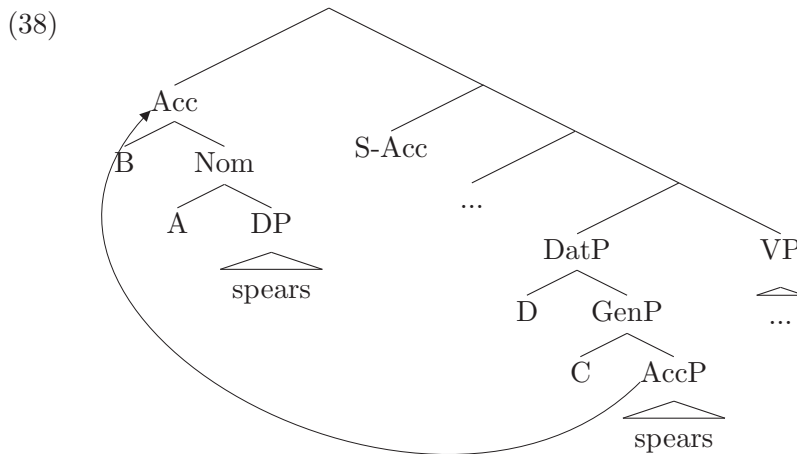 (38)
Acc
B Nom
S-Acc
A DP
...
spears
DatP VP
D GenP
...
C AccP
spears